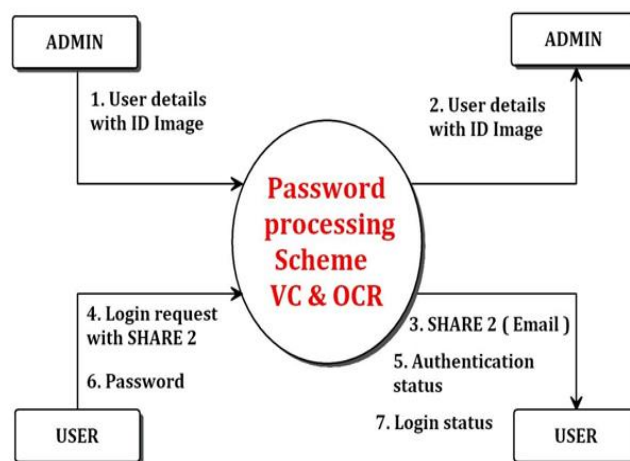 ADMIN
ADMIN
1. User details
with ID Image
2. User details
with ID Image
Password
processing
Scheme
VC & OCR
4. Login request
with SHARE 2
6. Password
3. SHARE 2 ( Email )
5. Authentication
status
7. Login status
USER
USER